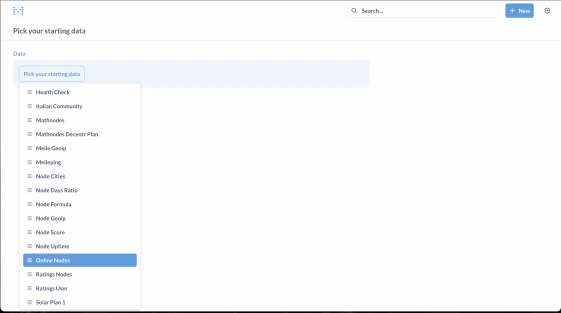 Search...
+ New
Pick your starting data
Data
Pick your starting data
Health Check
Italian Community
Mathnodes
Mathnodes Decentr Plan
Meile Geoip
Meileping
Node Cities
Node Days Ratio
Node Formula
Node Geoip
Node Score
Node Uptime
Online Nodes
Ratings Nodes
Ratings User
Solar Plan 1